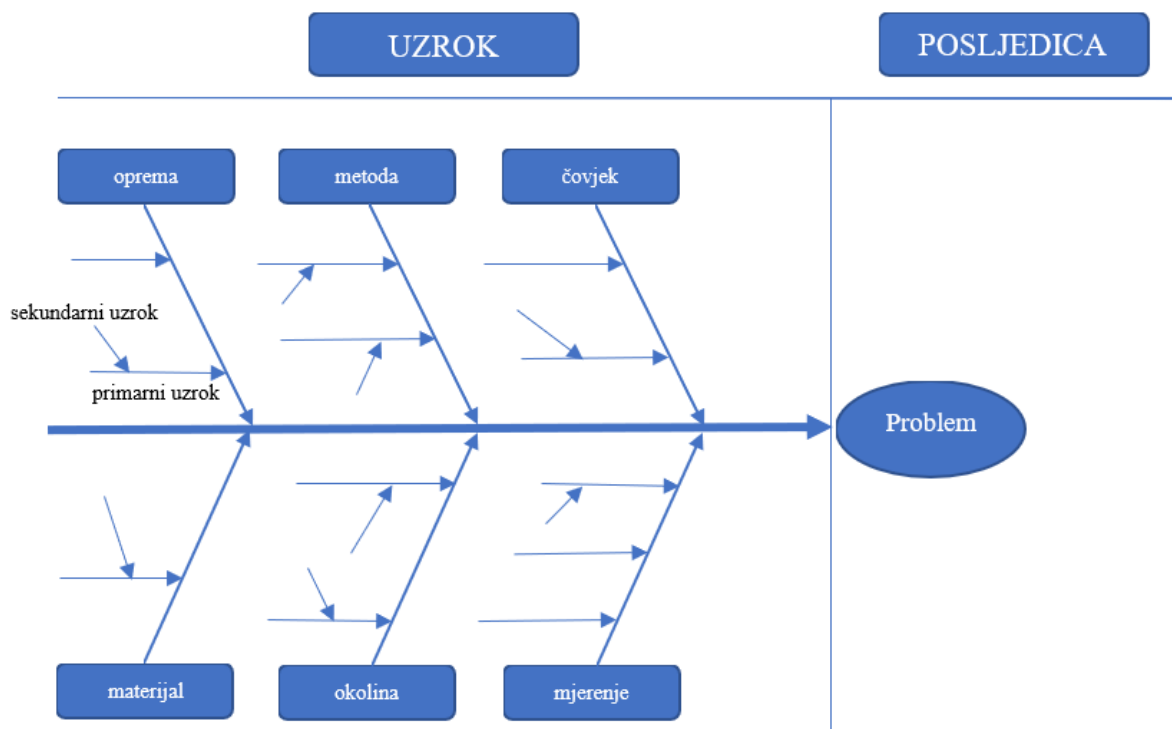 UZROK
POSLJEDICA
oprema
metoda
čovjek
sekundarni uzrok
primarni uzrok
Problem
materijal
okolina
mjerenje